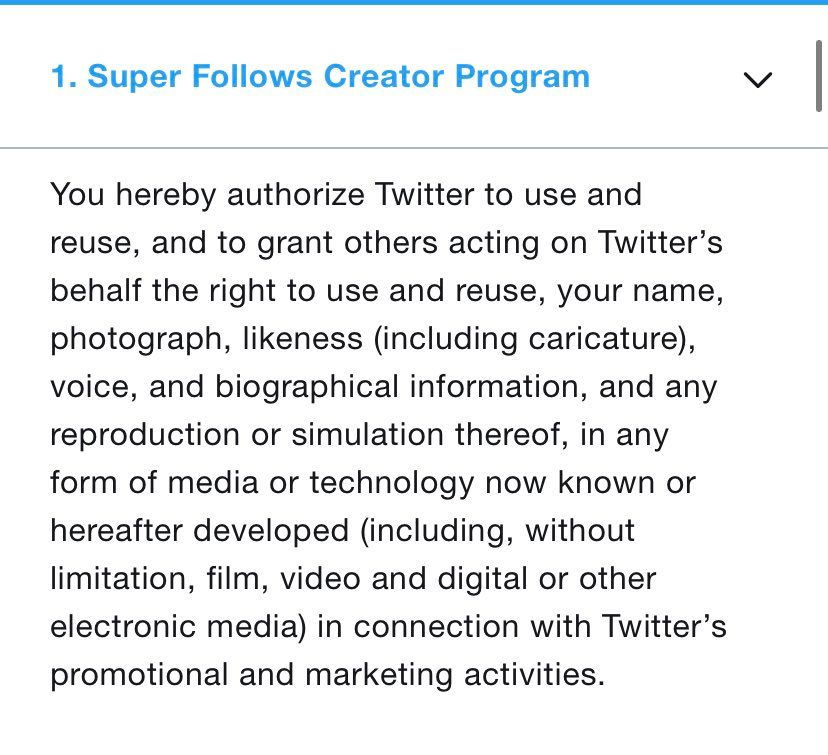 1. Super Follows Creator Program
You hereby authorize Twitter to use and
reuse, and to grant others acting on Twitter’s
behalf the right to use and reuse, your name,
photograph, likeness (including caricature),
voice, and biographical information, and any
reproduction or simulation thereof, in any
form of media or technology now known or
hereafter developed (including, without
limitation, film, video and digital or other
electronic media) in connection with Twitter’s
promotional and marketing activities.